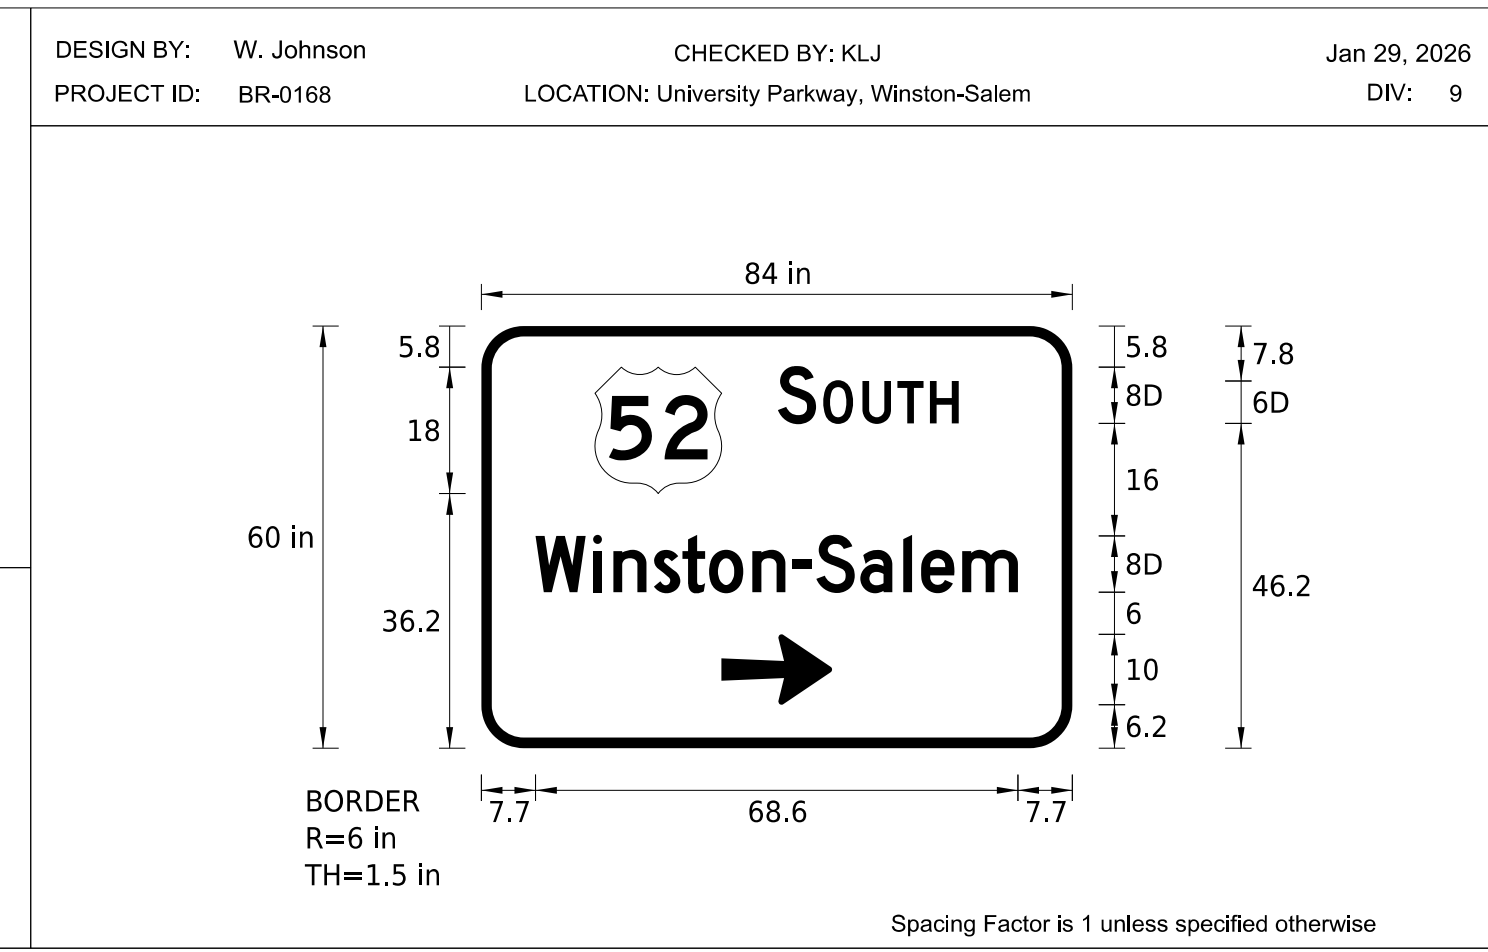 DESIGN BY: W. Johnson CHECKED BY: KLJ Jan 29, 2026
PROJECT ID: BR-0168 LOCATION: University Parkway, Winston-Salem DIV: 9
84 in
5.8 5.8 7.8
52 SOUTH 8D 6D
18
16
60 in
Winston-Salem 8D 46.2
36.2 6
10
6.2
7.7 68.6 7.7
BORDER
R=6 in
TH=1.5 in
Spacing Factor is 1 unless specified otherwise